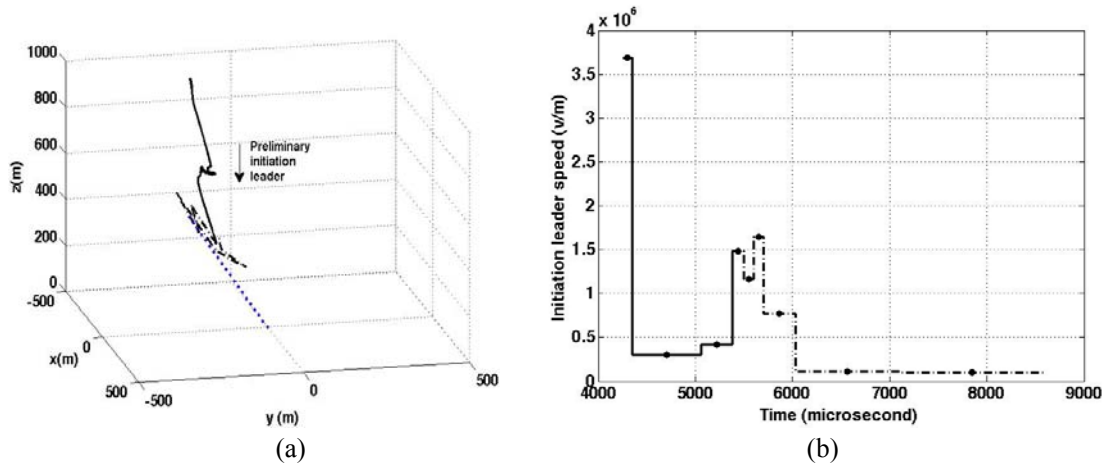 1000
800
600
400
200
0
-500
0
500
-500
0
500
z(m)
x(m)
y (m)
Preliminary
initiation
leader
(a)
4 x 10⁶
3.5
3
2.5
2
1.5
1
0.5
0
4000 5000 6000 7000 8000 9000
Initiation leader speed (v/m)
Time (microsecond)
(b)